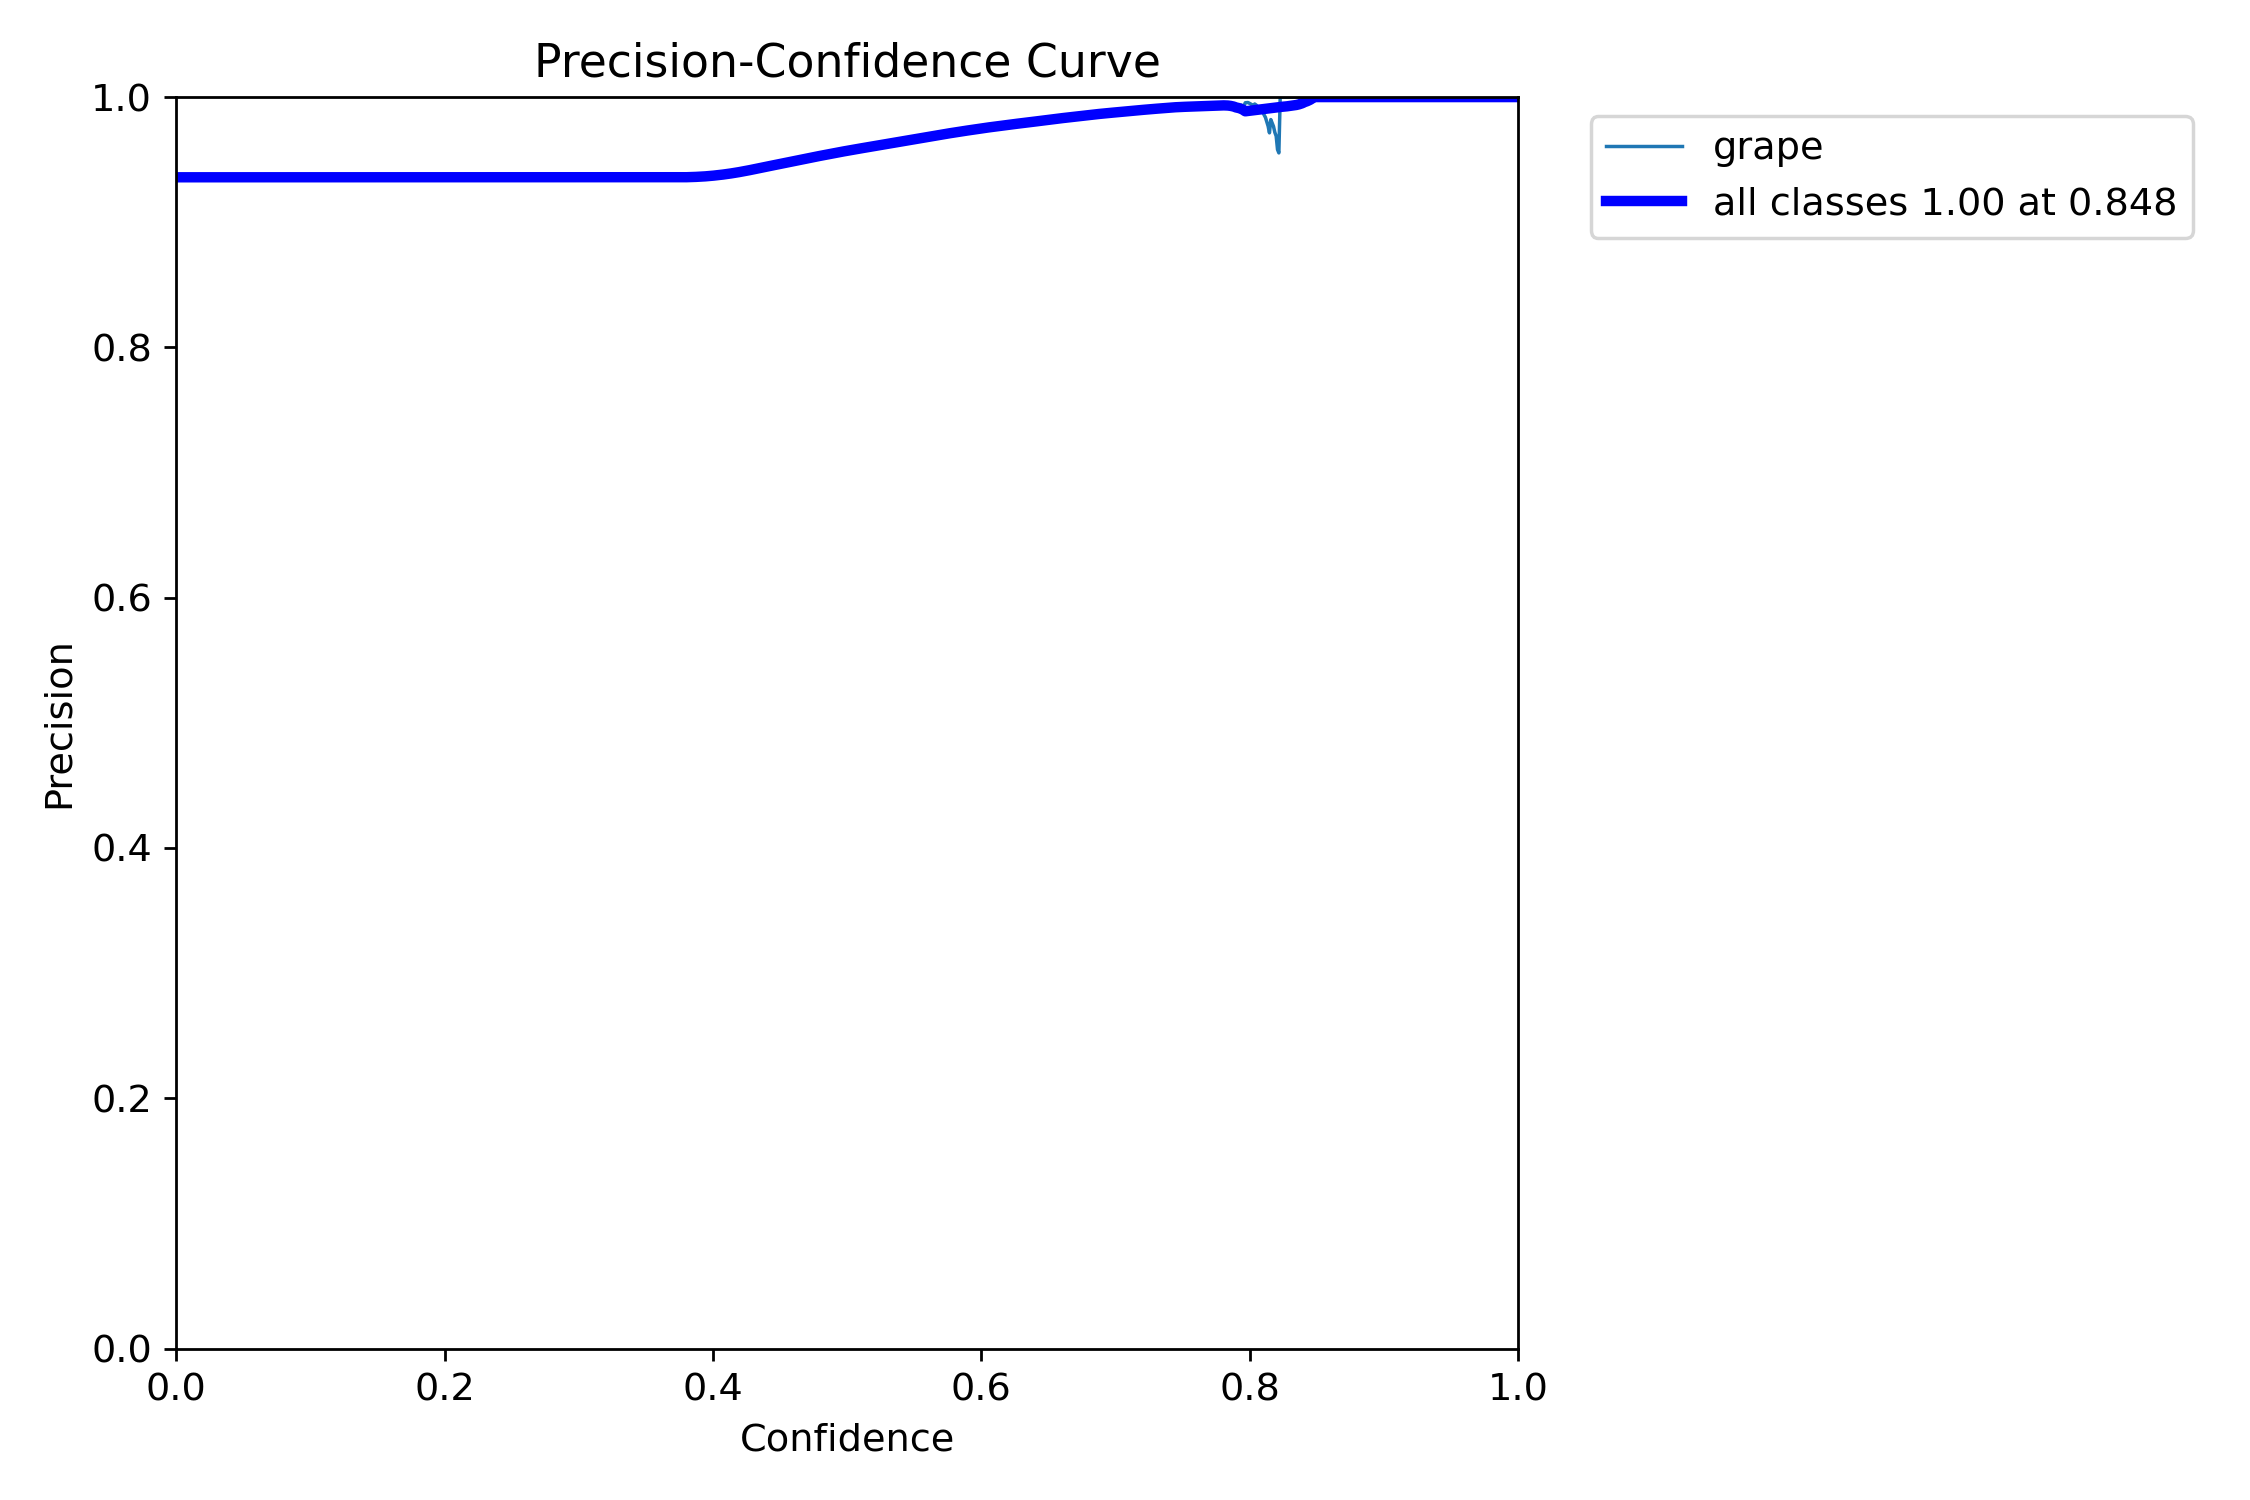 Precision-Confidence Curve
1.0
0.8
0.6
0.4
0.2
0.0
Precision
0.0 0.2 0.4 0.6 0.8 1.0
Confidence
grape
all classes 1.00 at 0.848